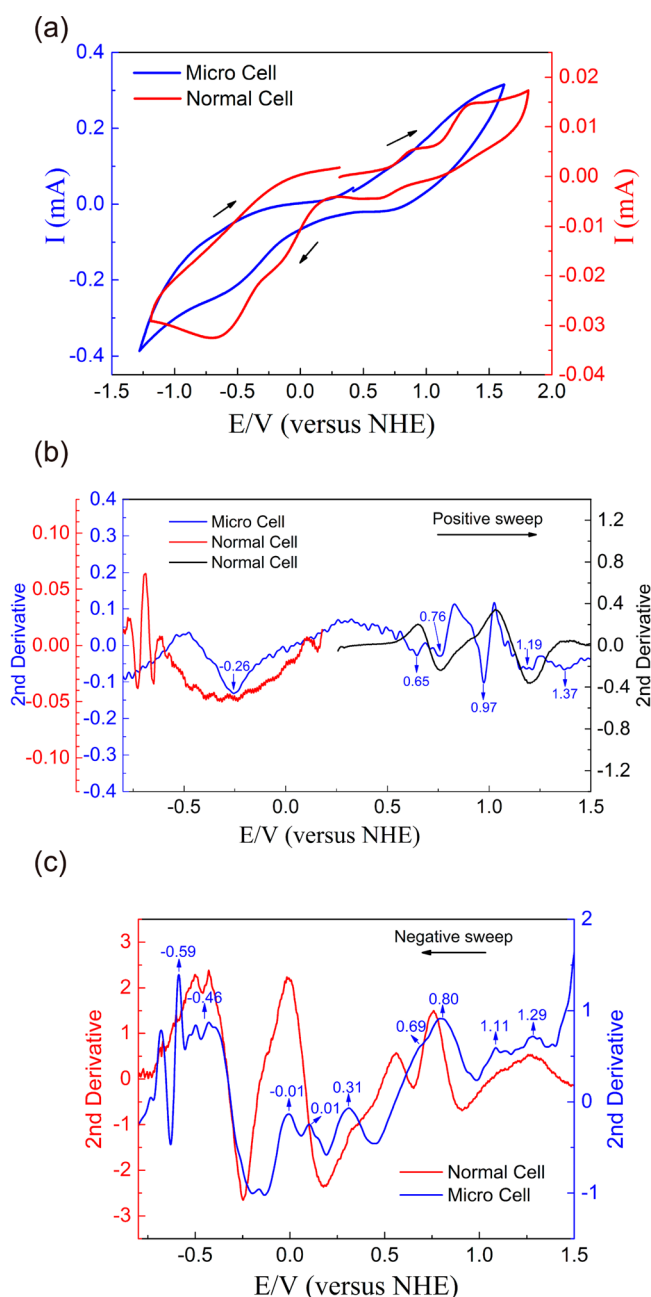 (a)
0.4
0.2
0.0
-0.2
-0.4
I (mA)
Micro Cell
Normal Cell
0.02
0.01
0.00
-0.01
-0.02
-0.03
-0.04
I (mA)
-1.5 -1.0 -0.5 0.0 0.5 1.0 1.5 2.0
E/V (versus NHE)
(b)
0.10
0.05
0.00
-0.05
-0.10
2nd Derivative
0.4
0.3
0.2
0.1
0.0
-0.1
-0.2
-0.3
-0.4
2nd Derivative
Micro Cell
Normal Cell
Normal Cell
Positive sweep
-0.26
0.65
0.76
0.97
1.19
1.37
1.2
0.8
0.4
0.0
-0.4
-0.8
-1.2
2nd Derivative
-0.5 0.0 0.5 1.0 1.5
E/V (versus NHE)
(c)
3
2
1
0
-1
-2
-3
2nd Derivative
Negative sweep
-0.59
-0.46
-0.01
0.01
0.31
0.69
0.80
1.11
1.29
Normal Cell
Micro Cell
2
1
0
-1
2nd Derivative
-0.5 0.0 0.5 1.0 1.5
E/V (versus NHE)